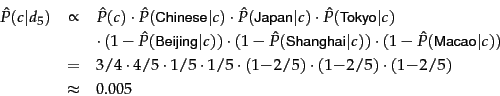 P̂(c|d₅) ∝ P̂(c) · P̂(Chinese|c) · P̂(Japan|c) · P̂(Tokyo|c)
· (1 − P̂(Beijing|c)) · (1 − P̂(Shanghai|c)) · (1 − P̂(Macao|c))
= 3/4 · 4/5 · 1/5 · 1/5 · (1−2/5) · (1−2/5) · (1−2/5)
≈ 0.005